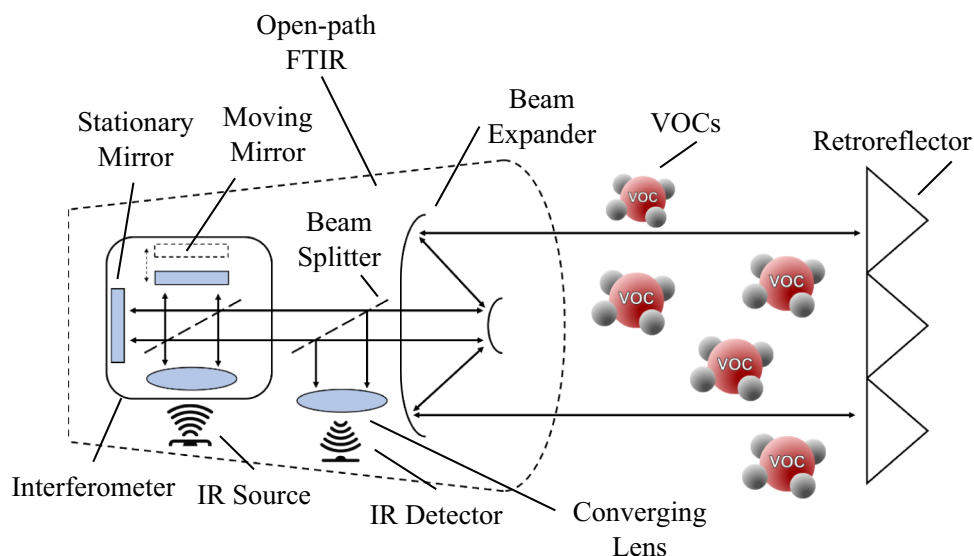 Open-path
FTIR
Beam
Expander
VOCs
Retroreflector
Stationary
Mirror
Moving
Mirror
Beam
Splitter
VOC
VOC
VOC
VOC
VOC
Interferometer
IR Source
IR Detector
Converging
Lens